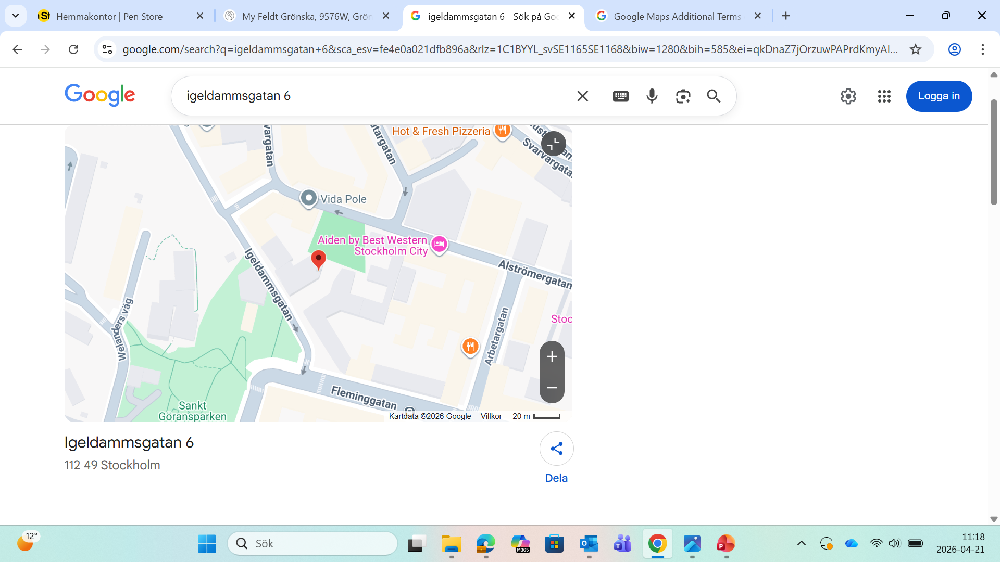 Hemmakontor | Pen Store
My Feldt Grönska, 9576W, Grön
igeldammsgatan 6 - Sök på Goo
Google Maps Additional Terms
google.com/search?q=igeldammsgatan+6&sca_esv=fe4e0a021dfb896a&rlz=1C1BYYL_svSE1165SE1168&biw=1280&bih=585&ei=qkDnaZ7jOrzuwPAPrdKmyAI...
Google
igeldammsgatan 6
Logga in
Hot & Fresh Pizzeria
Svarvargata
Vida Pole
Aiden by Best Western
Stockholm City
Igeldammsgatan
Alströmergatan
Welanders väg
Arbetargatan
Stoc
Fleminggatan
Sankt
Göransparken
Kartdata ©2026 Google Villkor 20 m
Igeldammsgatan 6
112 49 Stockholm
Dela
12°
Sök
M365
11:18
2026-04-21